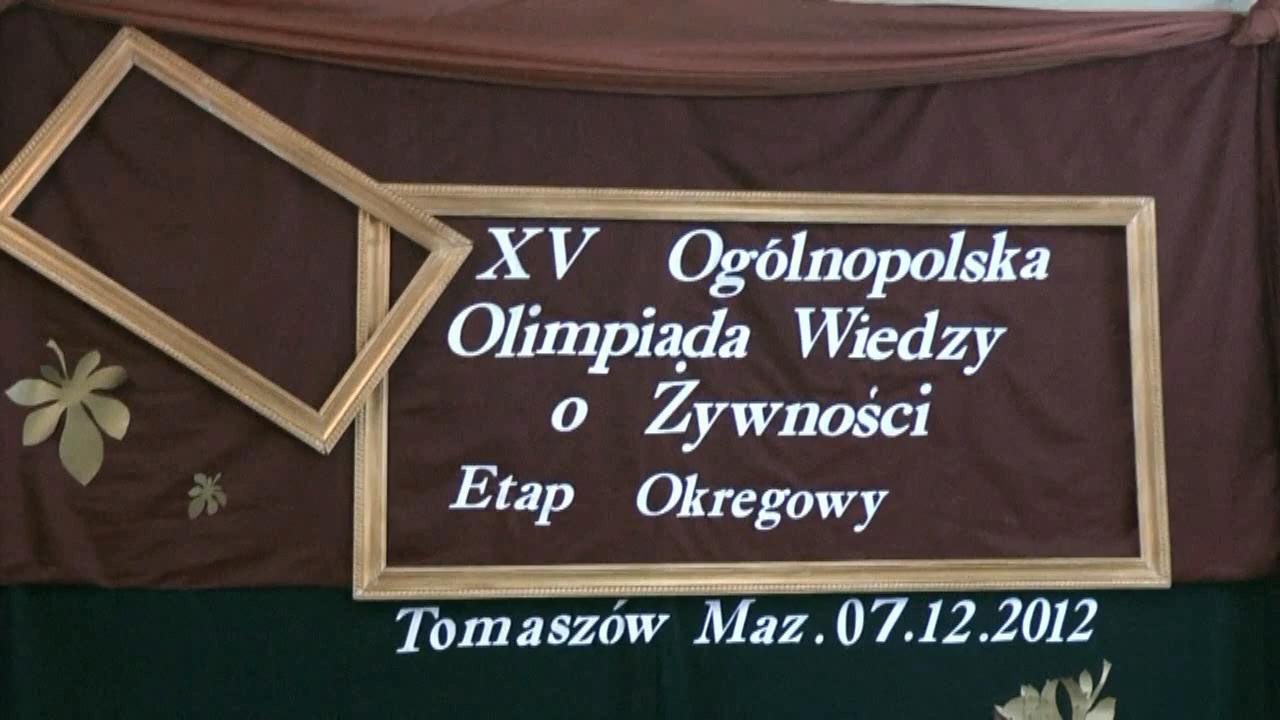 XV Ogólnopolska
Olimpiada Wiedzy
o Żywności
Etap Okregowy
Tomaszów Maz. 07.12.2012